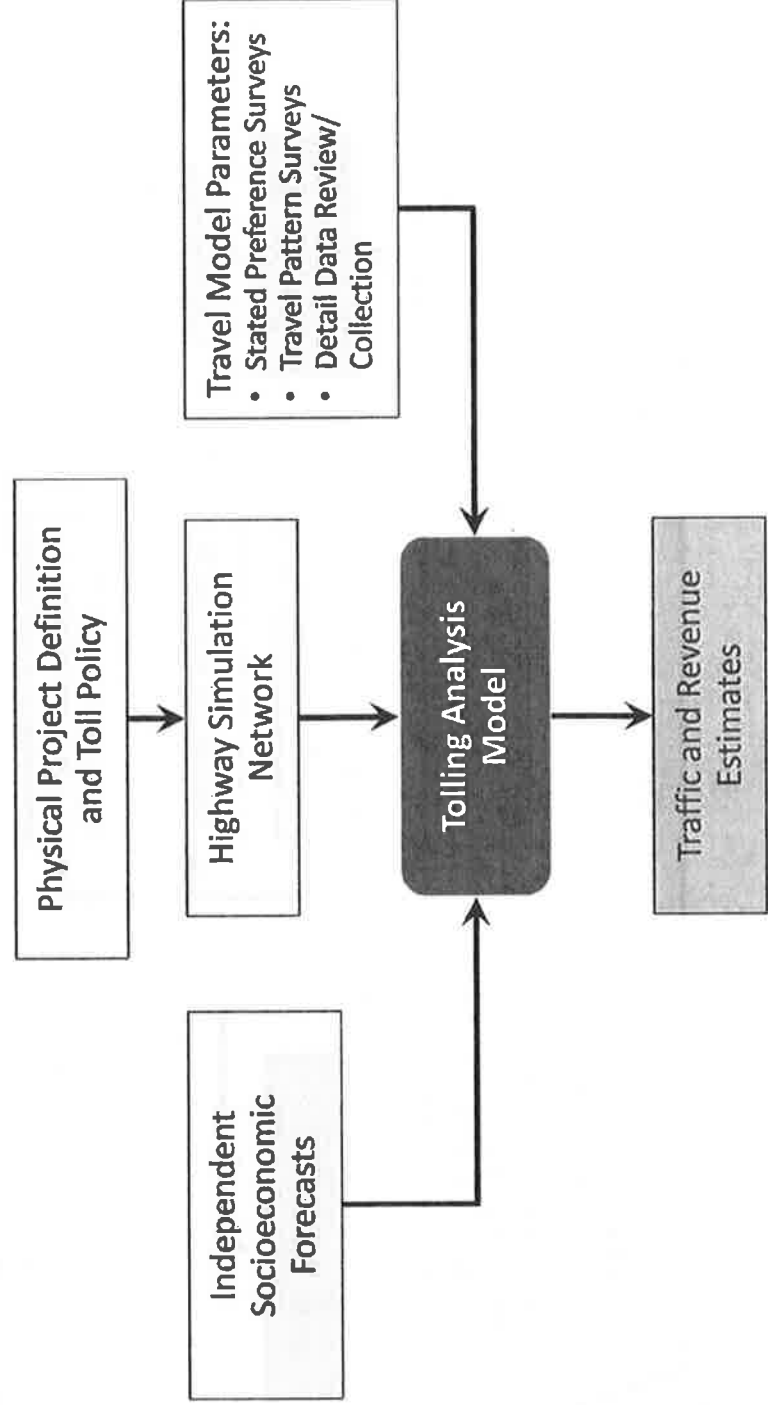 Physical Project Definition
and Toll Policy
Independent
Socioeconomic
Forecasts
Highway Simulation
Network
Travel Model Parameters:
• Stated Preference Surveys
• Travel Pattern Surveys
• Detail Data Review/
Collection
Tolling Analysis
Model
Traffic and Revenue
Estimates